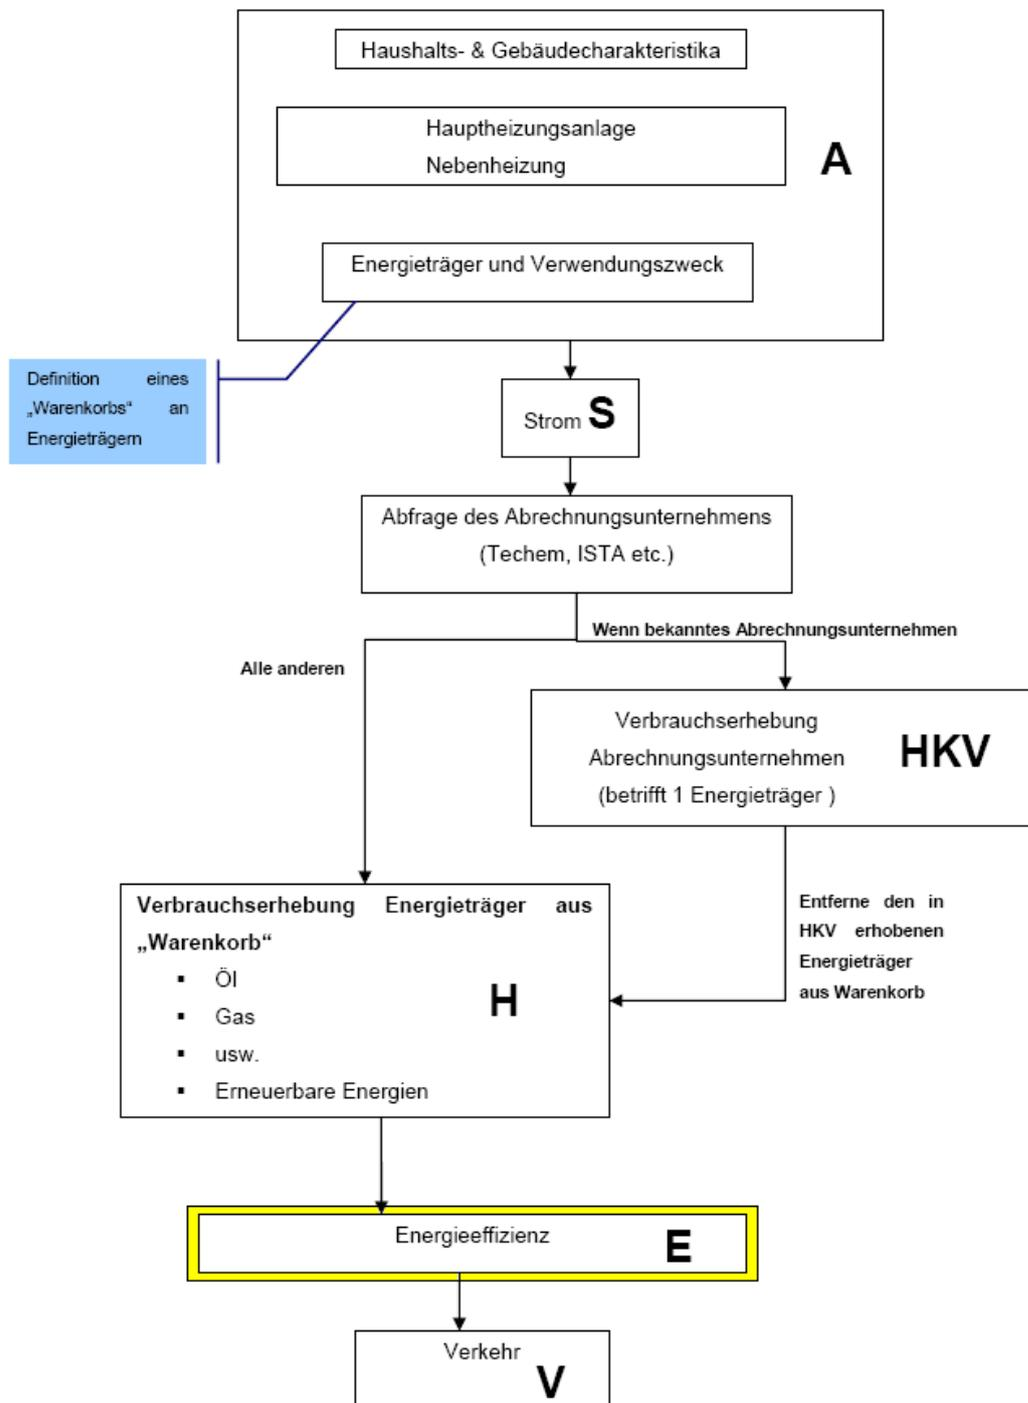 Haushalts- & Gebäudecharakteristika
Hauptheizungsanlage
Nebenheizung
A
Energieträger und Verwendungszweck
Definition eines
„Warenkorbs“ an
Energieträgern
Strom S
Abfrage des Abrechnungsunternehmens
(Techem, ISTA etc.)
Wenn bekanntes Abrechnungsunternehmen
Alle anderen
Verbrauchserhebung
Abrechnungsunternehmen
(betrifft 1 Energieträger )
HKV
Entferne den in
HKV erhobenen
Energieträger
aus Warenkorb
Verbrauchserhebung Energieträger aus
„Warenkorb“
▪ Öl
▪ Gas
▪ usw.
▪ Erneuerbare Energien
H
Energieeffizienz
E
Verkehr
V